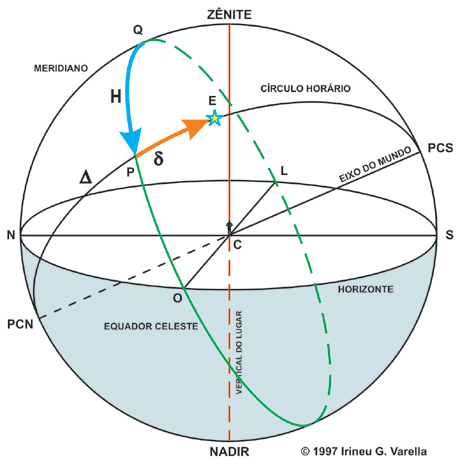 ZÊNITE
Q
MERIDIANO
H
E
CÍRCULO HORÁRIO
PCS
P
δ
Δ
L
EIXO DO MUNDO
N
C
S
O
HORIZONTE
PCN
EQUADOR CELESTE
VERTICAL DO LUGAR
NADIR
© 1997 Irineu G. Varella